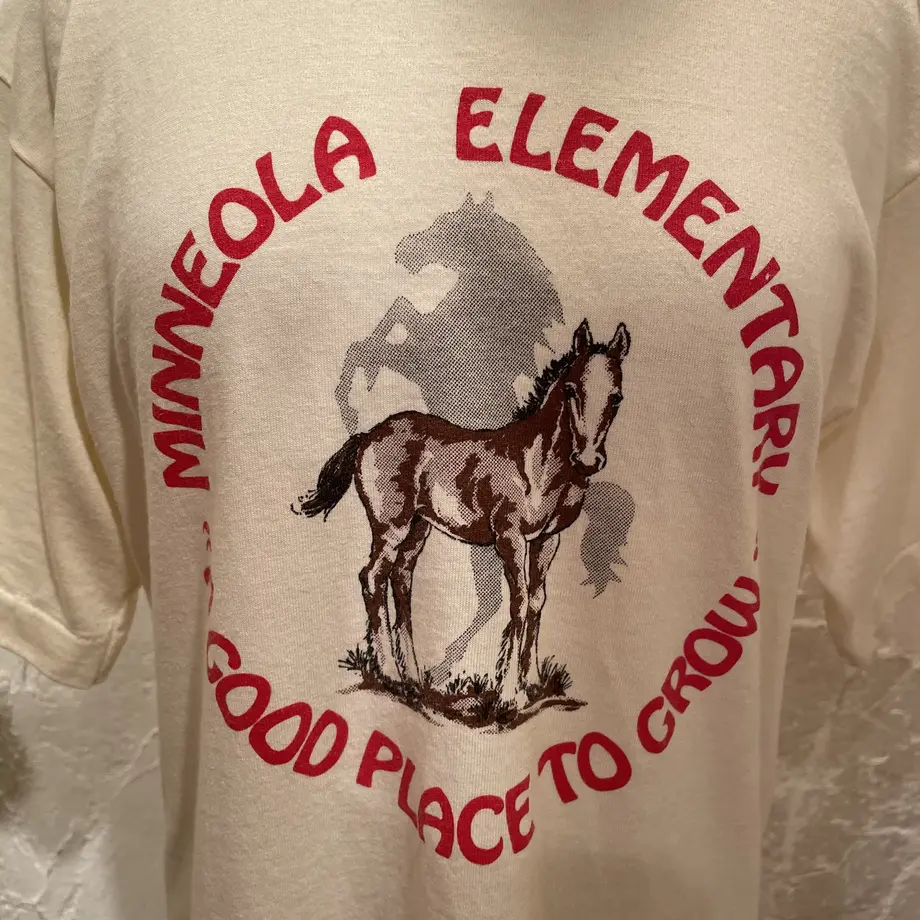 MINNEOLA ELEMENTARY
"A GOOD PLACE TO GROW"